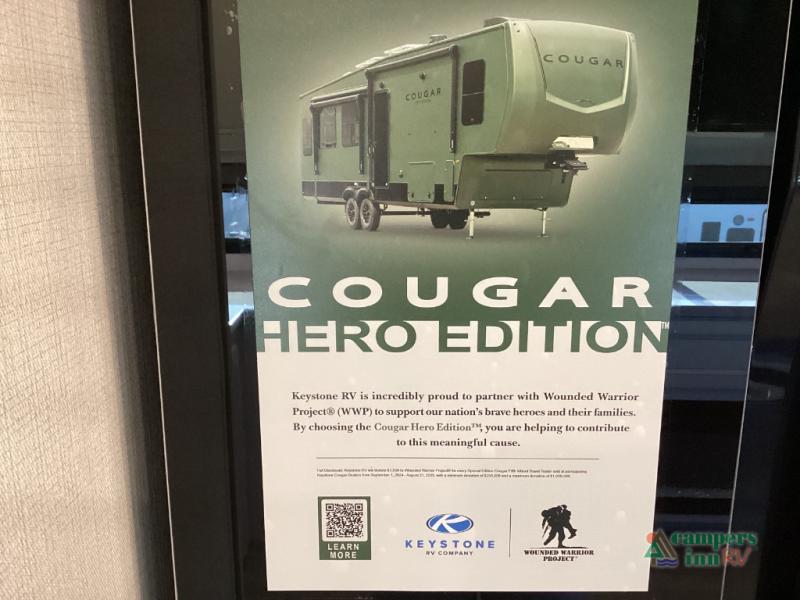 COUGAR
COUGAR
COUGAR
HERO EDITION™
Keystone RV is incredibly proud to partner with Wounded Warrior
Project® (WWP) to support our nation's brave heroes and their families.
By choosing the Cougar Hero Edition™, you are helping to contribute
to this meaningful cause.
LEARN
MORE
KEYSTONE
RV COMPANY
WOUNDED WARRIOR
PROJECT
campers
inn RV